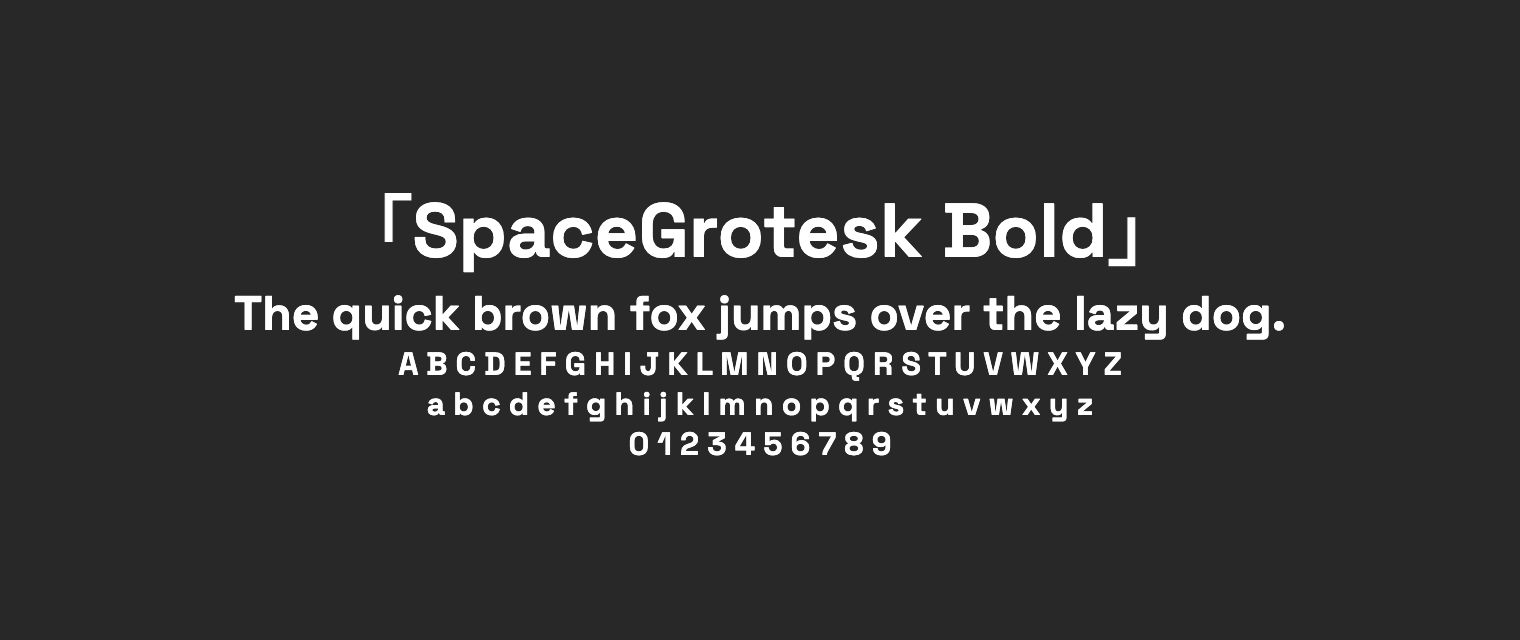 「SpaceGrotesk Bold」
The quick brown fox jumps over the lazy dog.
A B C D E F G H I J K L M N O P Q R S T U V W X Y Z
a b c d e f g h i j k l m n o p q r s t u v w x y z
0 1 2 3 4 5 6 7 8 9